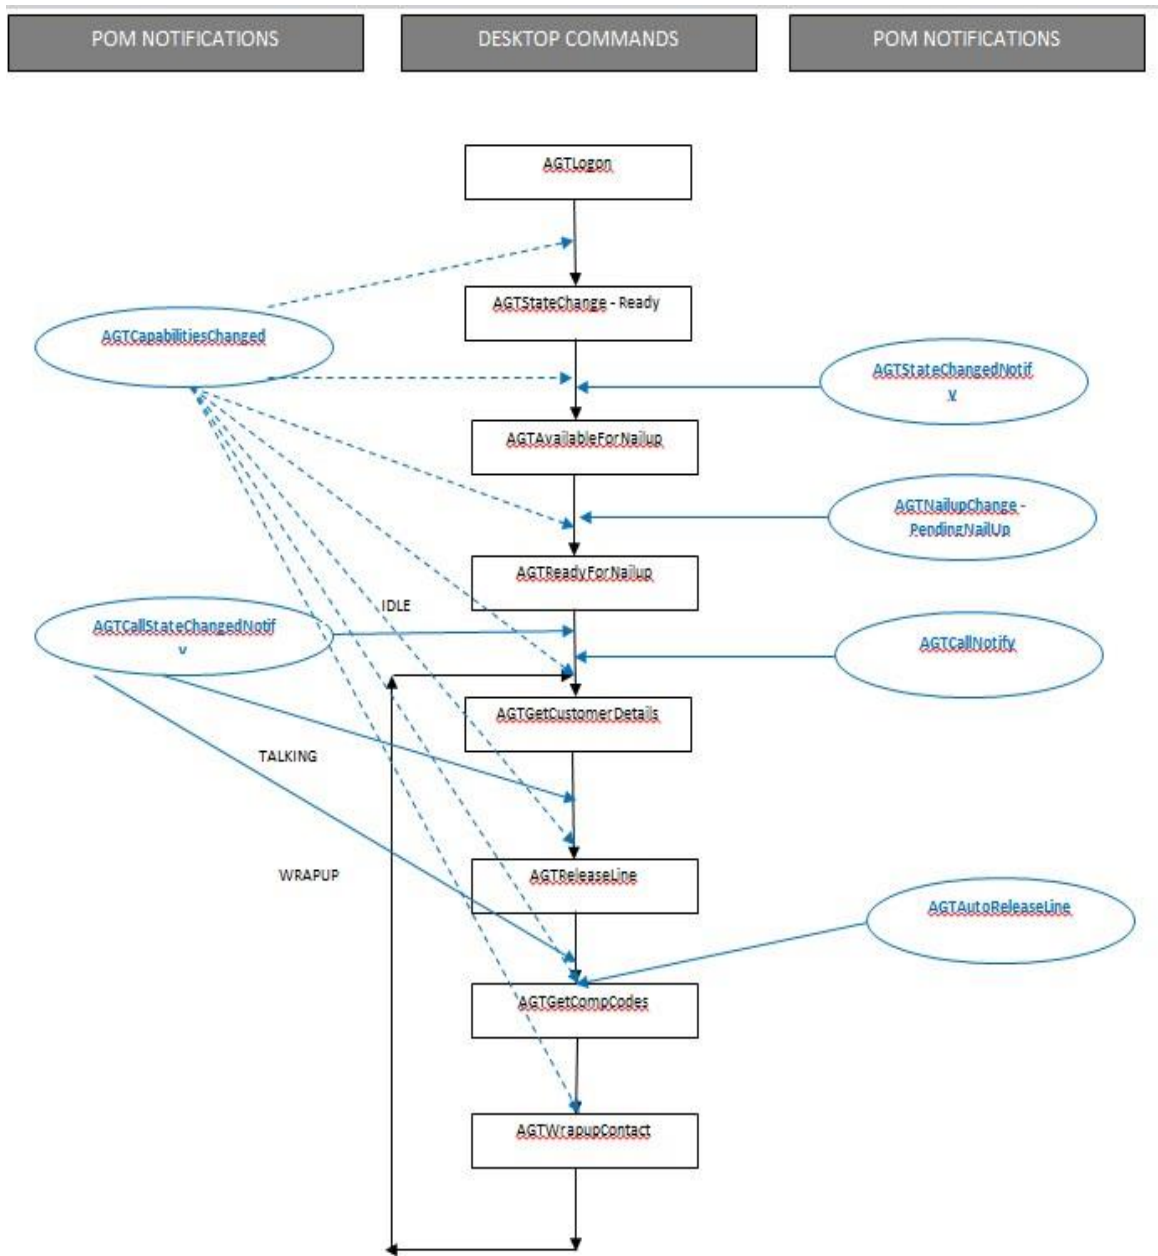 POM NOTIFICATIONS
DESKTOP COMMANDS
POM NOTIFICATIONS
AGTLogon
AGTStateChange - Ready
AGTCapabilitiesChanged
AGTStateChangedNotif
y
AGTAvailableForNailup
AGTNailupChange -
PendingNailUp
AGTReadyForNailup
IDLE
AGTCallStateChangedNotif
y
AGTCallNotify
AGTGetCustomerDetails
TALKING
WRAPUP
AGTReleaseLine
AGTAutoReleaseLine
AGTGetCompCodes
AGTWrapupContact